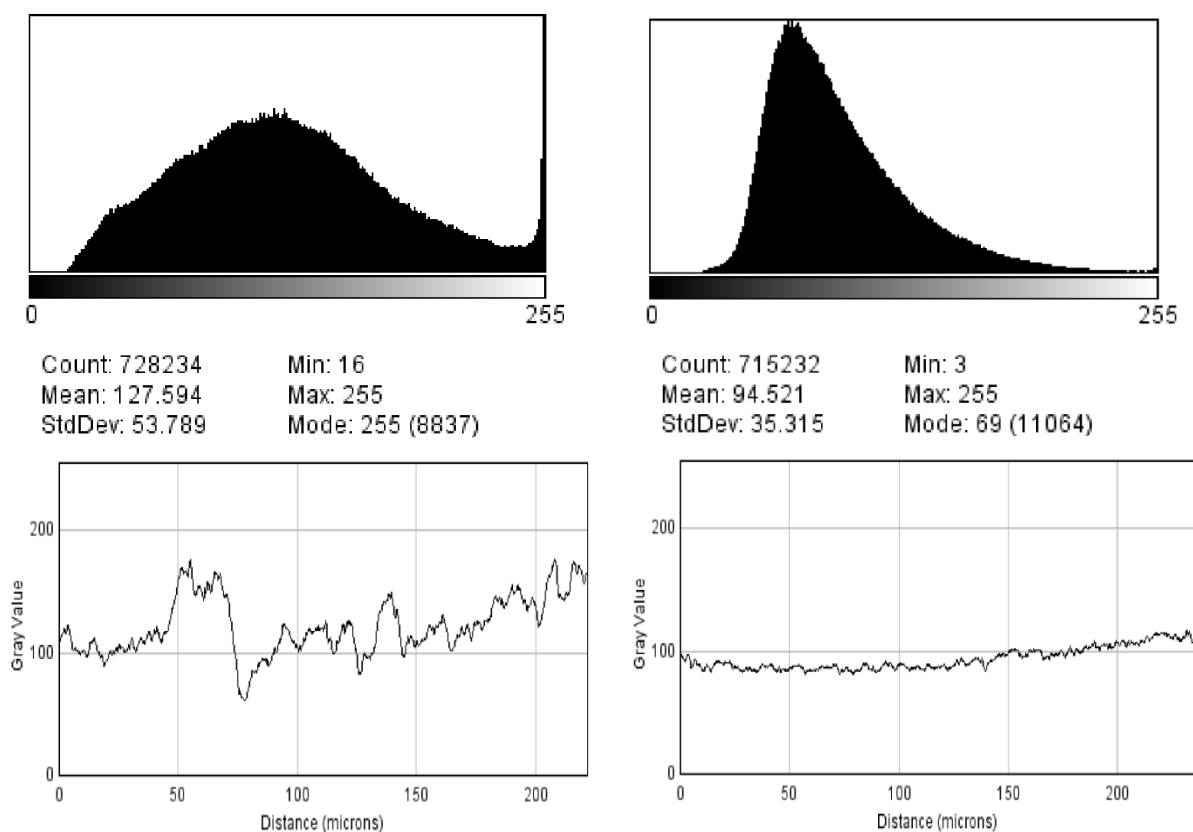 0 255
Count: 728234 Min: 16
Mean: 127.594 Max: 255
StdDev: 53.789 Mode: 255 (8837)
0 255
Count: 715232 Min: 3
Mean: 94.521 Max: 255
StdDev: 35.315 Mode: 69 (11064)
200
100
0
Gray Value
0 50 100 150 200
Distance (microns)
200
100
0
Gray Value
0 50 100 150 200
Distance (microns)